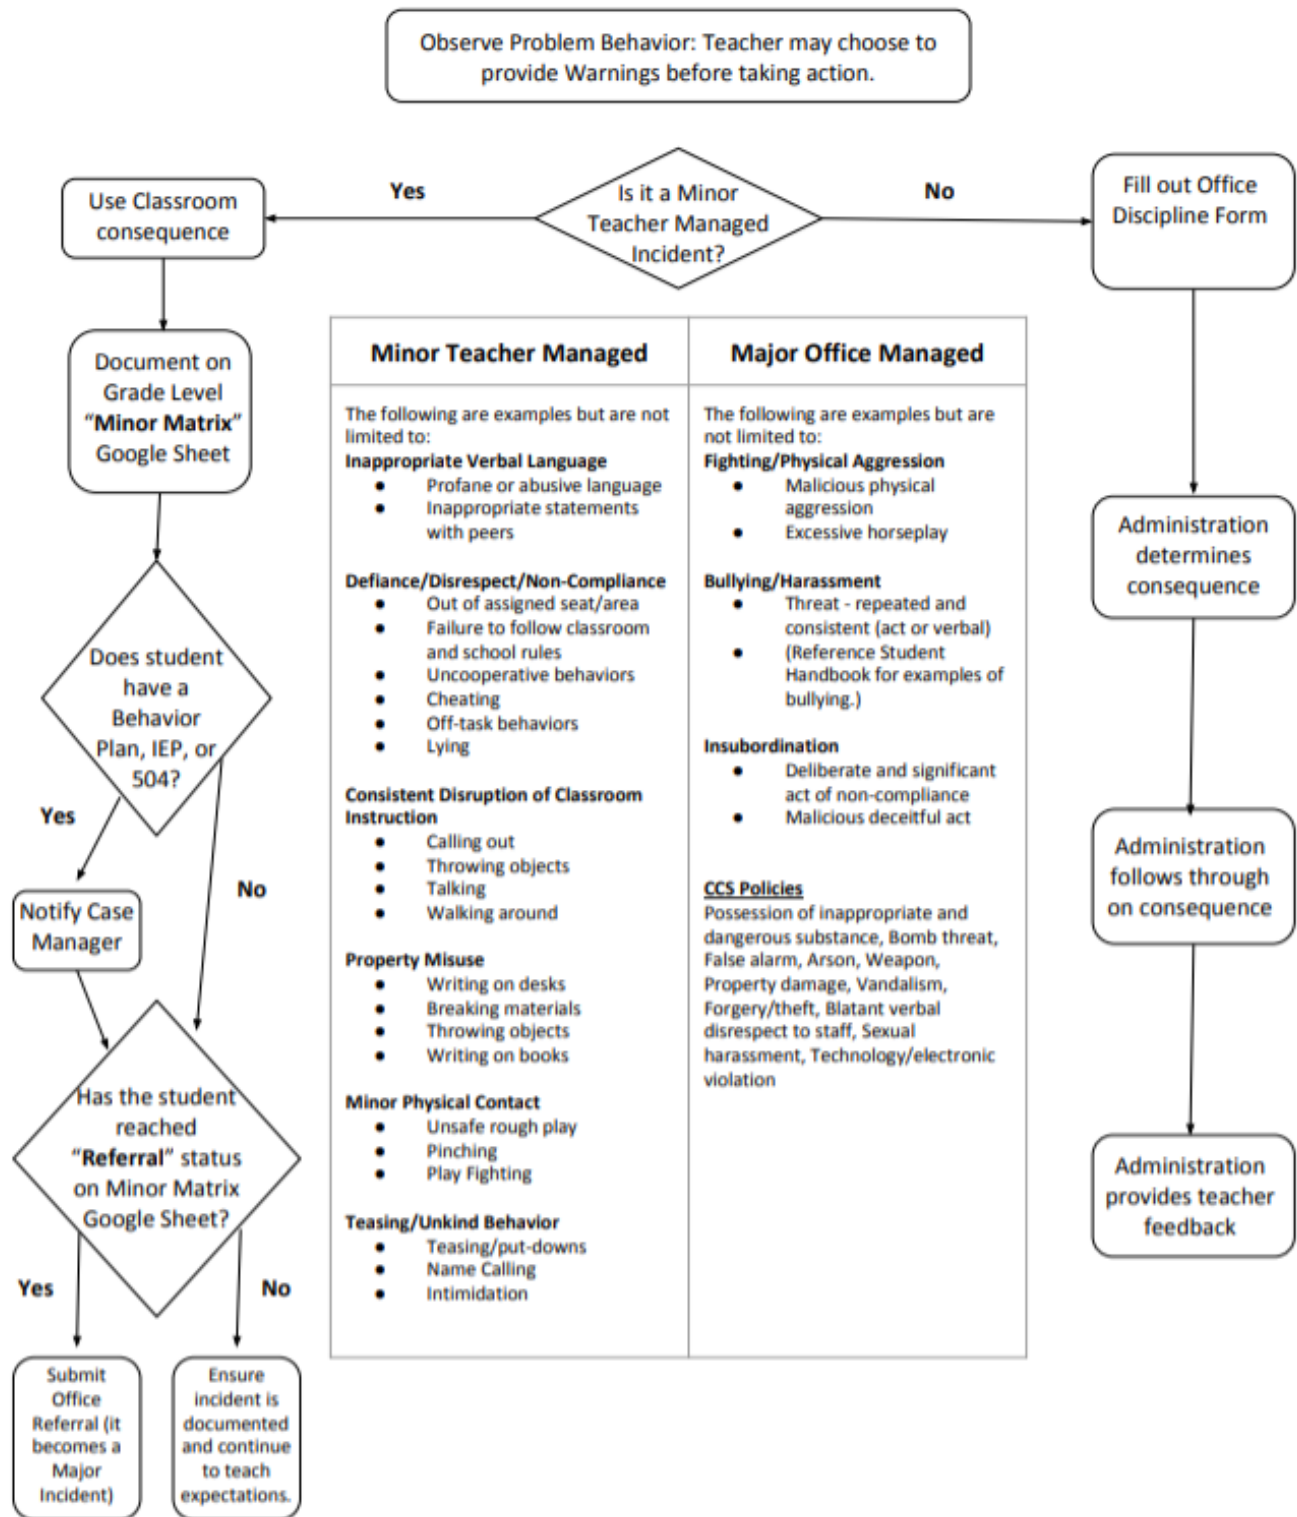 Observe Problem Behavior: Teacher may choose to
provide Warnings before taking action.
Is it a Minor
Teacher Managed
Incident?
Yes
No
Use Classroom
consequence
Document on
Grade Level
“Minor Matrix”
Google Sheet
Does student
have a
Behavior
Plan, IEP, or
504?
Yes
No
Notify Case
Manager
Has the student
reached
“Referral” status
on Minor Matrix
Google Sheet?
Yes
No
Submit
Office
Referral (it
becomes a
Major
Incident)
Ensure
incident is
documented
and continue
to teach
expectations.
Minor Teacher Managed
The following are examples but are not
limited to:
Inappropriate Verbal Language
● Profane or abusive language
● Inappropriate statements
with peers
Defiance/Disrespect/Non-Compliance
● Out of assigned seat/area
● Failure to follow classroom
and school rules
● Uncooperative behaviors
● Cheating
● Off-task behaviors
● Lying
Consistent Disruption of Classroom
Instruction
● Calling out
● Throwing objects
● Talking
● Walking around
Property Misuse
● Writing on desks
● Breaking materials
● Throwing objects
● Writing on books
Minor Physical Contact
● Unsafe rough play
● Pinching
● Play Fighting
Teasing/Unkind Behavior
● Teasing/put-downs
● Name Calling
● Intimidation
Major Office Managed
The following are examples but are
not limited to:
Fighting/Physical Aggression
● Malicious physical
aggression
● Excessive horseplay
Bullying/Harassment
● Threat - repeated and
consistent (act or verbal)
● (Reference Student
Handbook for examples of
bullying.)
Insubordination
● Deliberate and significant
act of non-compliance
● Malicious deceitful act
CCS Policies
Possession of inappropriate and
dangerous substance, Bomb threat,
False alarm, Arson, Weapon,
Property damage, Vandalism,
Forgery/theft, Blatant verbal
disrespect to staff, Sexual
harassment, Technology/electronic
violation
Fill out Office
Discipline Form
Administration
determines
consequence
Administration
follows through
on consequence
Administration
provides teacher
feedback